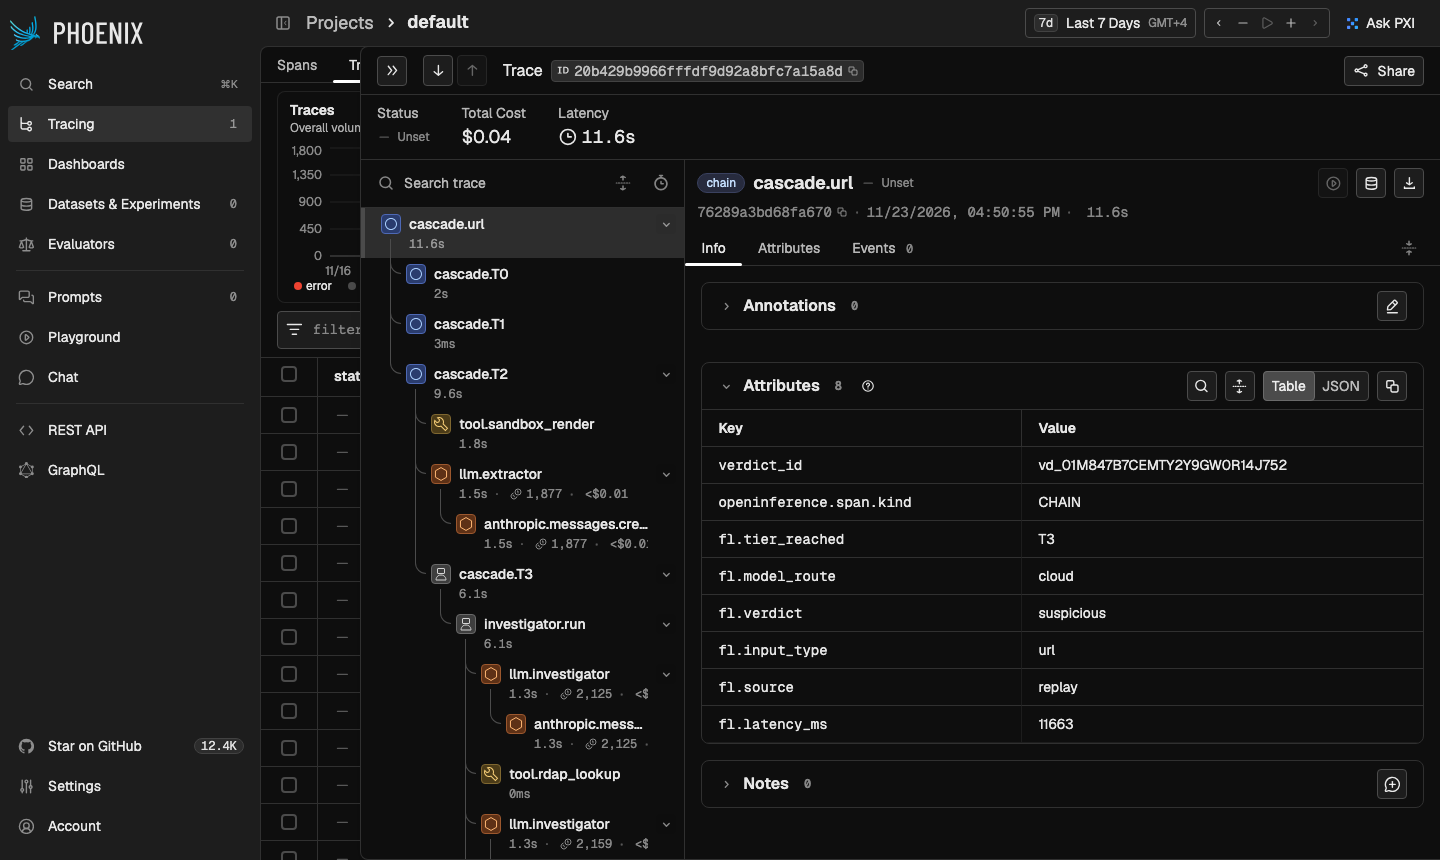 PHOENIX
Search ⌘K
Tracing 1
Dashboards
Datasets & Experiments 0
Evaluators 0
Prompts 0
Playground
Chat
REST API
GraphQL
Star on GitHub 12.4K
Settings
Account
Projects › default
7d Last 7 Days GMT+4
Ask PXI
Spans
Traces
Overall volun
1,800
1,350
900
450
0
11/16
error
filter
stat
Trace ID 20b429b9966fffdf9d92a8bfc7a15a8d
Share
Status Total Cost Latency
Unset $0.04 11.6s
Search trace
cascade.url
11.6s
cascade.T0
2s
cascade.T1
3ms
cascade.T2
9.6s
tool.sandbox_render
1.8s
llm.extractor
1.5s · 1,877 · <$0.01
anthropic.messages.cre…
1.5s · 1,877 · <$0.0
cascade.T3
6.1s
investigator.run
6.1s
llm.investigator
1.3s · 2,125 · <$
anthropic.mess…
1.3s · 2,125 ·
tool.rdap_lookup
0ms
llm.investigator
1.3s · 2,159 · <$
chain cascade.url — Unset
76289a3bd68fa670 · 11/23/2026, 04:50:55 PM · 11.6s
Info Attributes Events 0
Annotations 0
Attributes 8
Table JSON
Key Value
verdict_id vd_01M847B7CEMTY2Y9GW0R14J752
openinference.span.kind CHAIN
fl.tier_reached T3
fl.model_route cloud
fl.verdict suspicious
fl.input_type url
fl.source replay
fl.latency_ms 11663
Notes 0